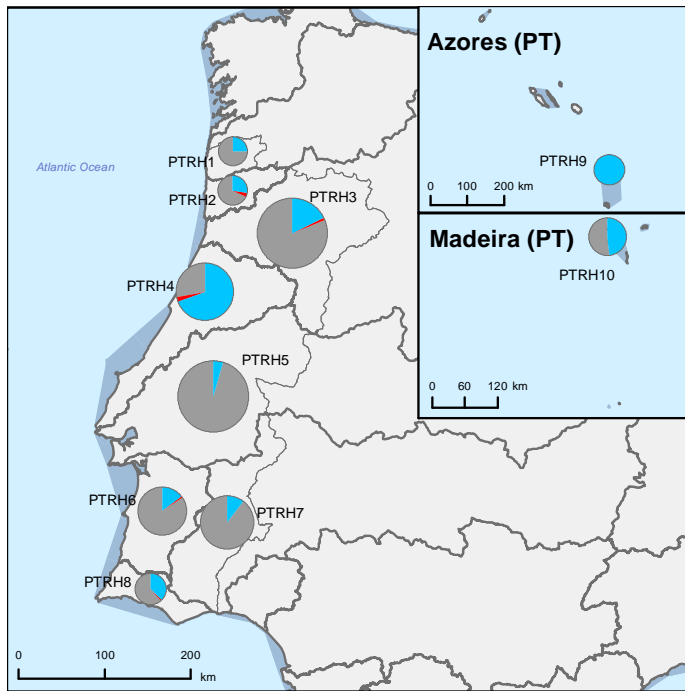 Azores (PT)
Atlantic Ocean
PTRH1
PTRH9
PTRH2
PTRH3
0 100 200 km
Madeira (PT)
PTRH10
PTRH4
PTRH5
0 60 120 km
PTRH6
PTRH7
PTRH8
0 100 200
km